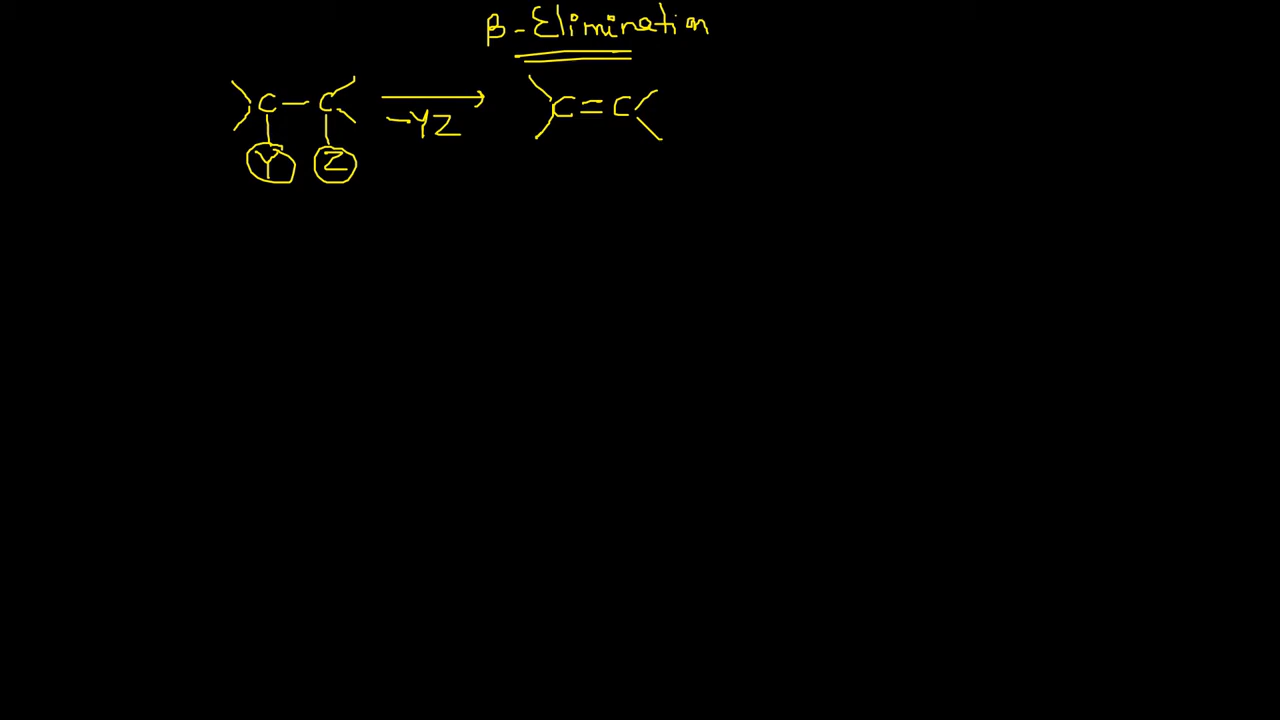 β-Elimination
C-C -YZ C=C
Y Z